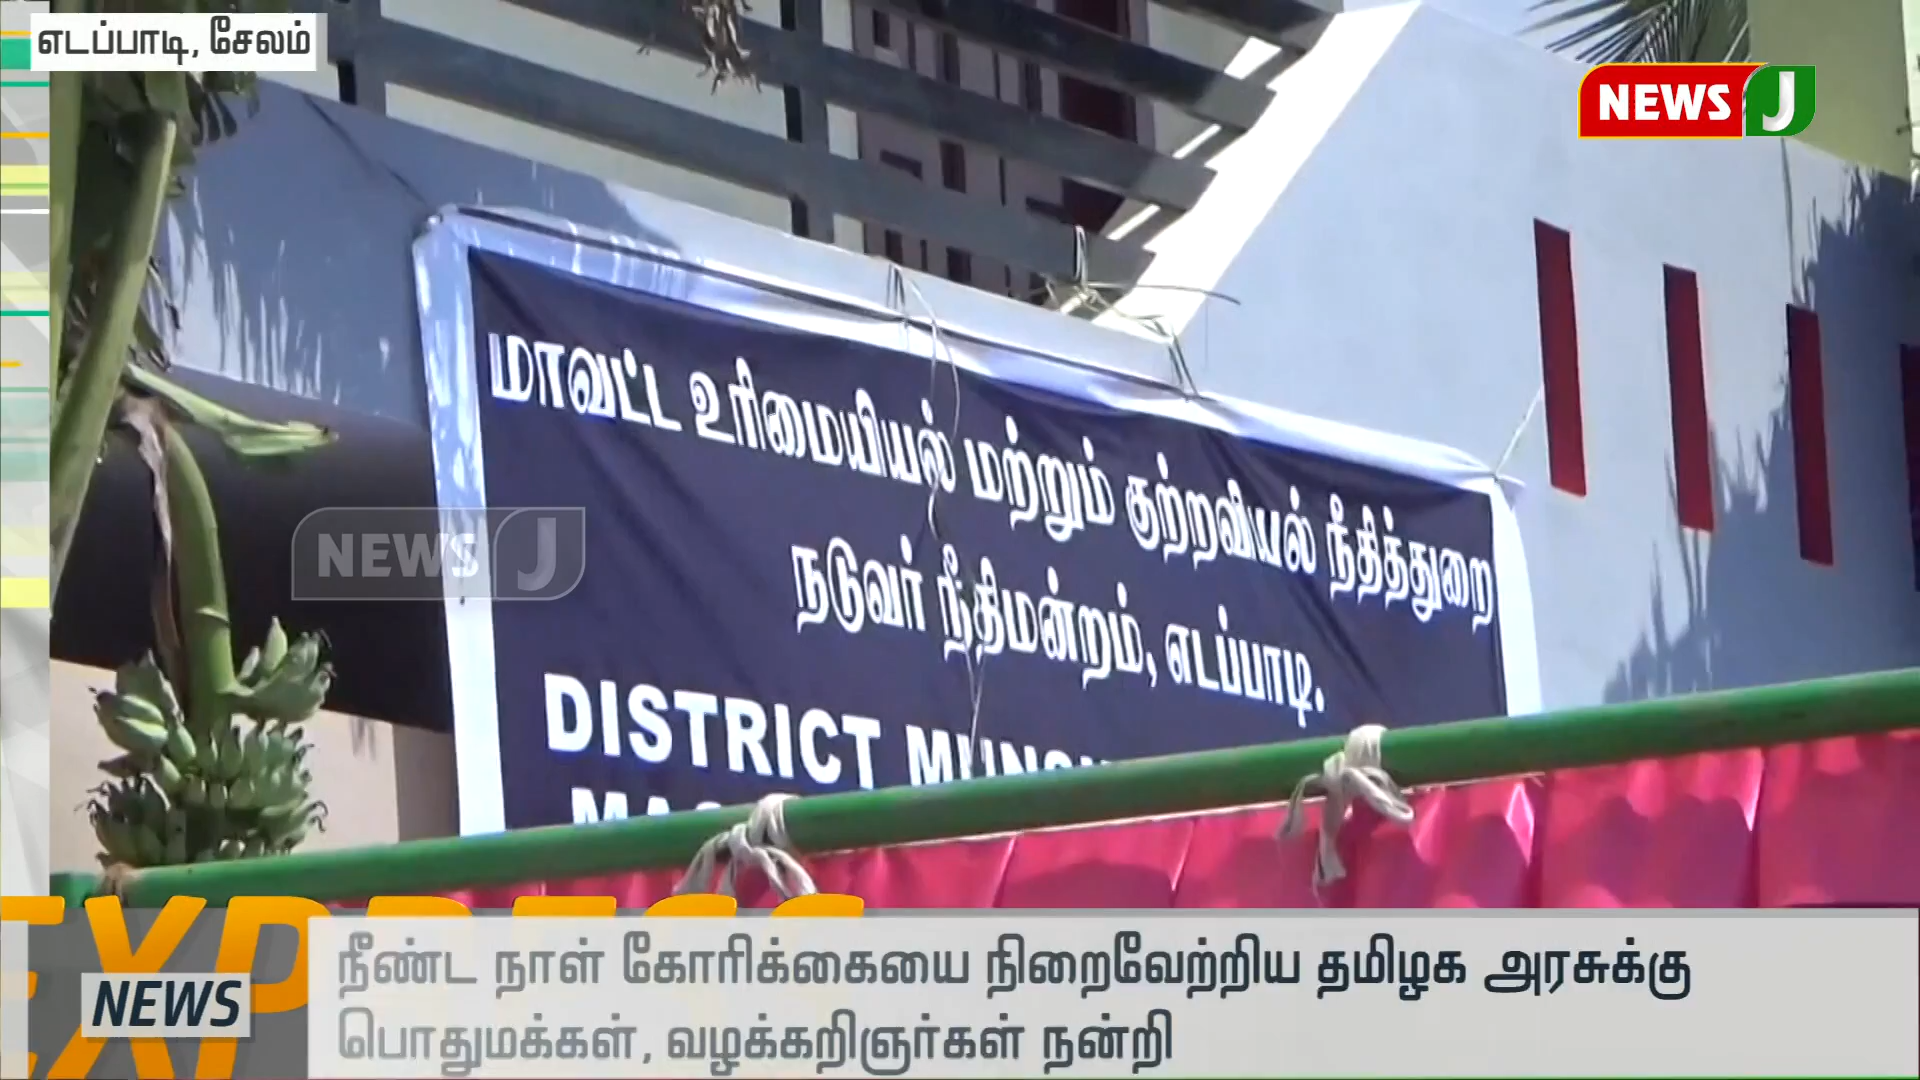 எடப்பாடி, சேலம்
NEWS J
மாவட்ட உரிமையியல் மற்றும் குற்றவியல் நீதித்துறை
நடுவர் நீதிமன்றம், எடப்பாடி.
NEWS J
DISTRICT
EXPRESS
NEWS
நீண்ட நாள் கோரிக்கையை நிறைவேற்றிய தமிழக அரசுக்கு
பொதுமக்கள், வழக்கறிஞர்கள் நன்றி